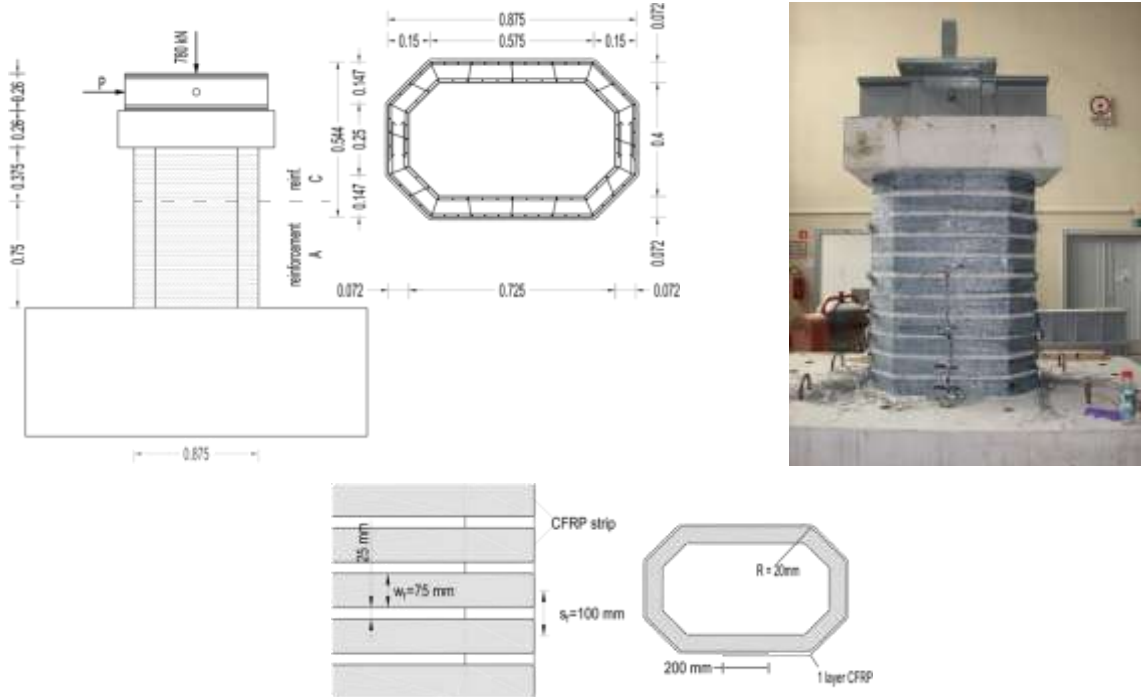 780 kN
P
0.26
0.26
0.375
0.75
reinf.
C
reinforcement
A
0.875
0.875
0.15
0.575
0.15
0.072
0.147
0.25
0.147
0.544
0.4
0.072
0.072
0.725
0.072
CFRP strip
25 mm
wf=75 mm
sf=100 mm
R = 20mm
200 mm
1 layer CFRP